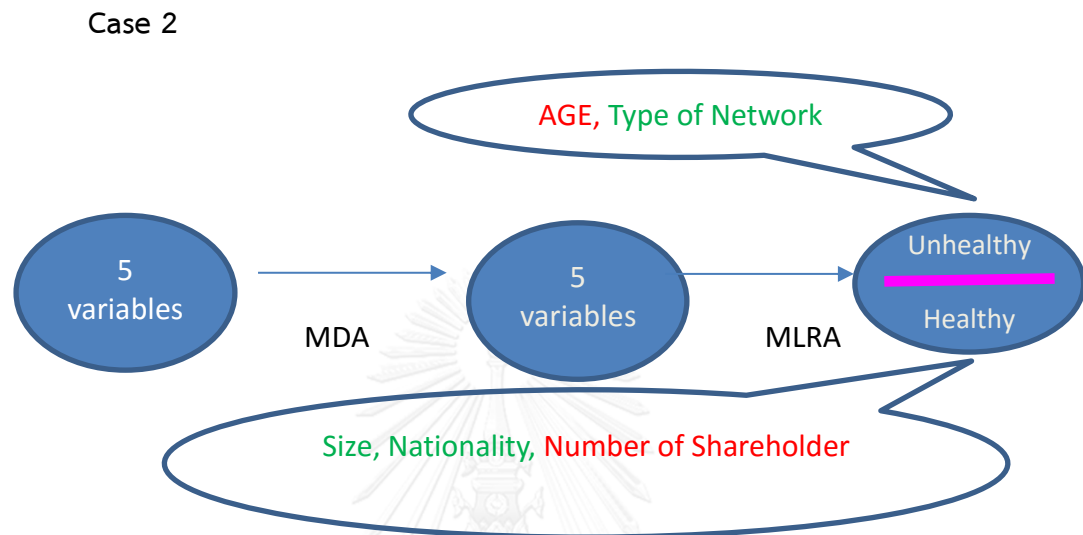 Case 2
AGE, Type of Network
5
variables
MDA
5
variables
MLRA
Unhealthy
Healthy
Size, Nationality, Number of Shareholder